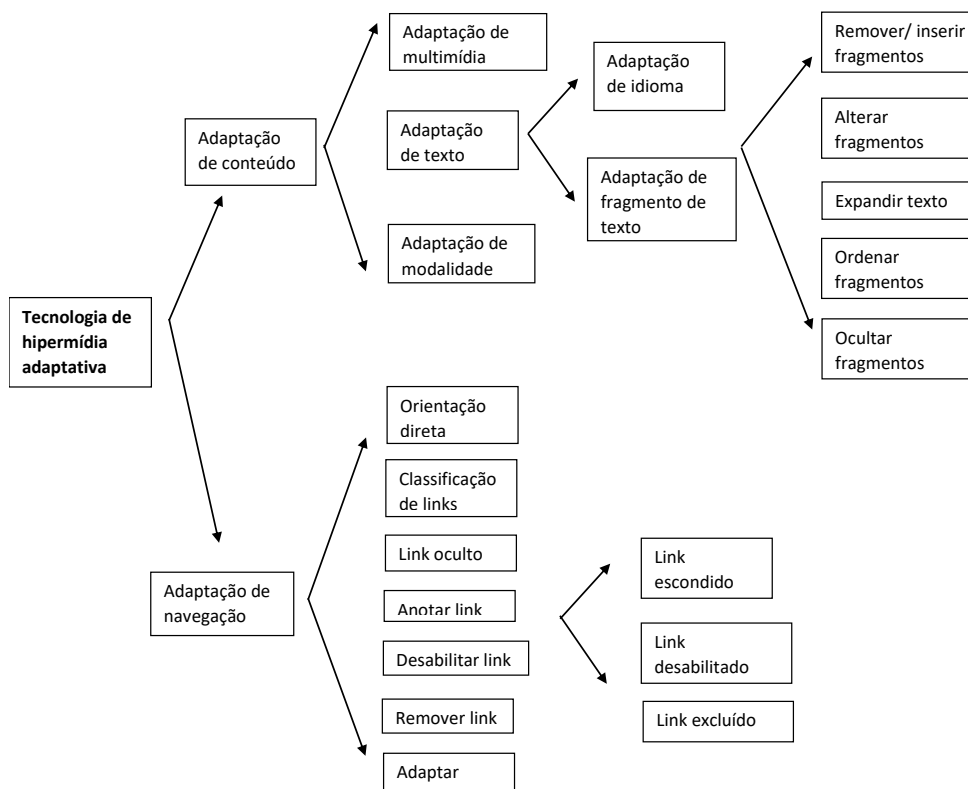 Adaptação de
multimídia
Remover/ inserir
fragmentos
Adaptação
de idioma
Adaptação
de conteúdo
Adaptação
de texto
Alterar
fragmentos
Adaptação de
fragmento de
texto
Expandir texto
Adaptação de
modalidade
Ordenar
fragmentos
Tecnologia de
hipermídia
adaptativa
Ocultar
fragmentos
Orientação
direta
Classificação
de links
Link oculto
Link
escondido
Adaptação de
navegação
Anotar link
Desabilitar link
Link
desabilitado
Remover link
Link excluído
Adaptar